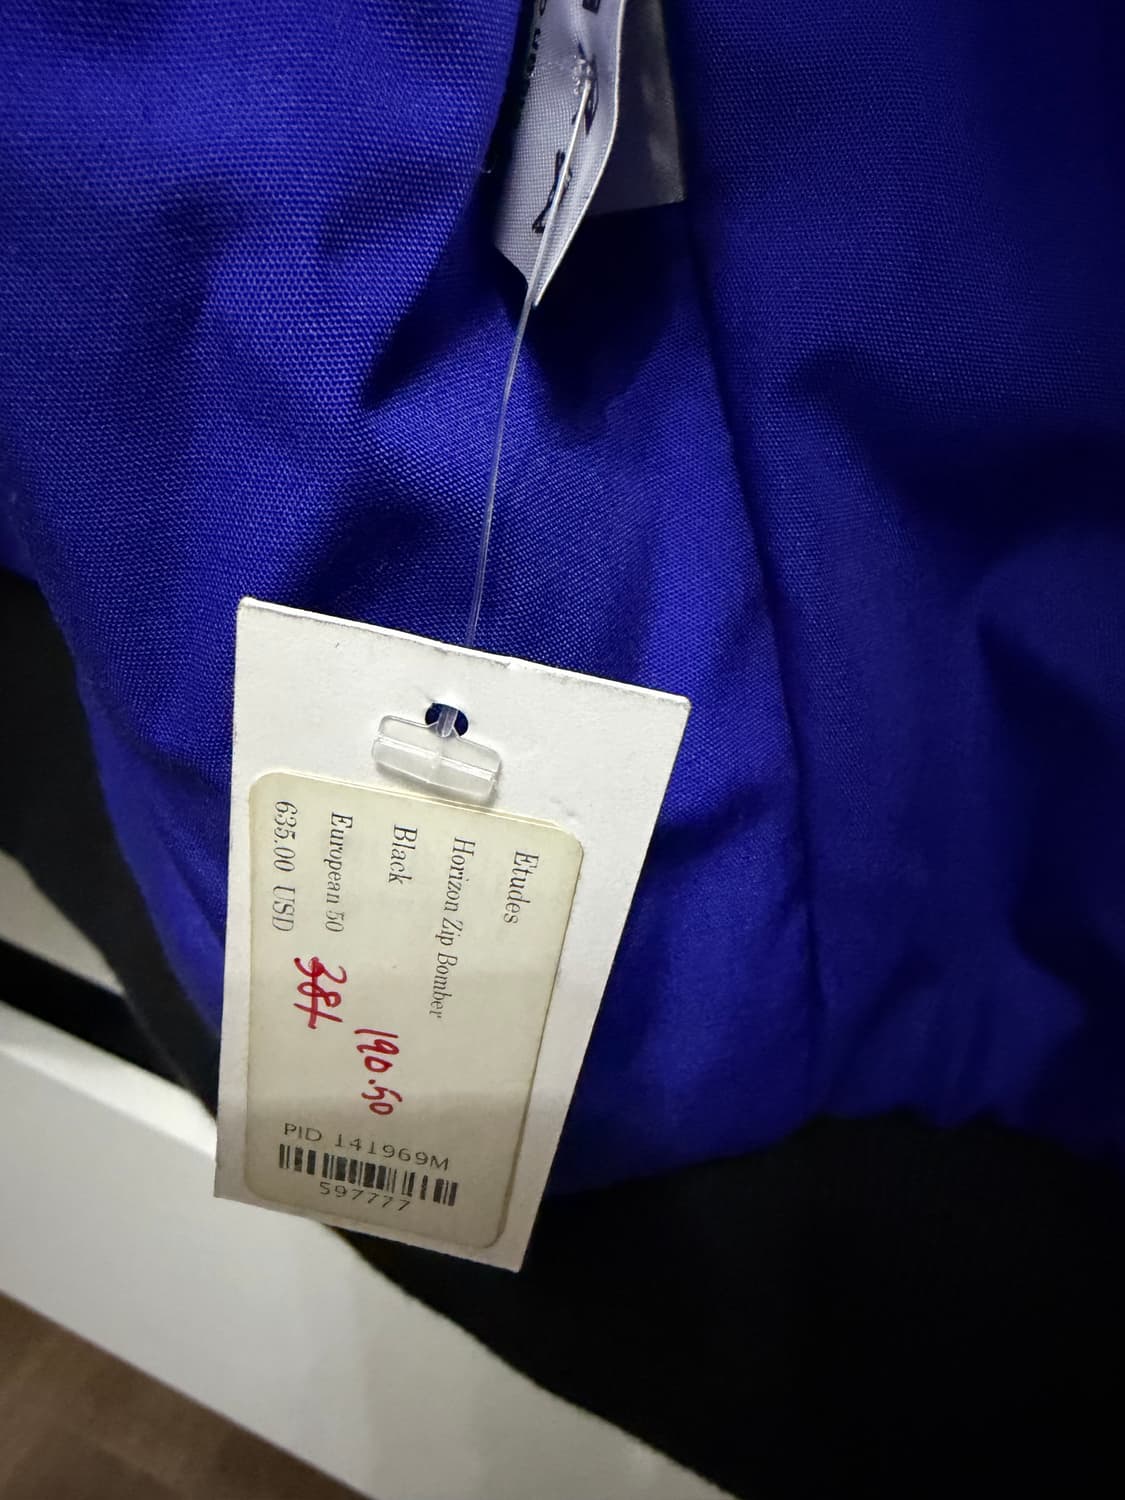 Etudes
Horizon Zip Bomber
Black
European 50
635.00 USD
381
190.50
PID 141969M
597777